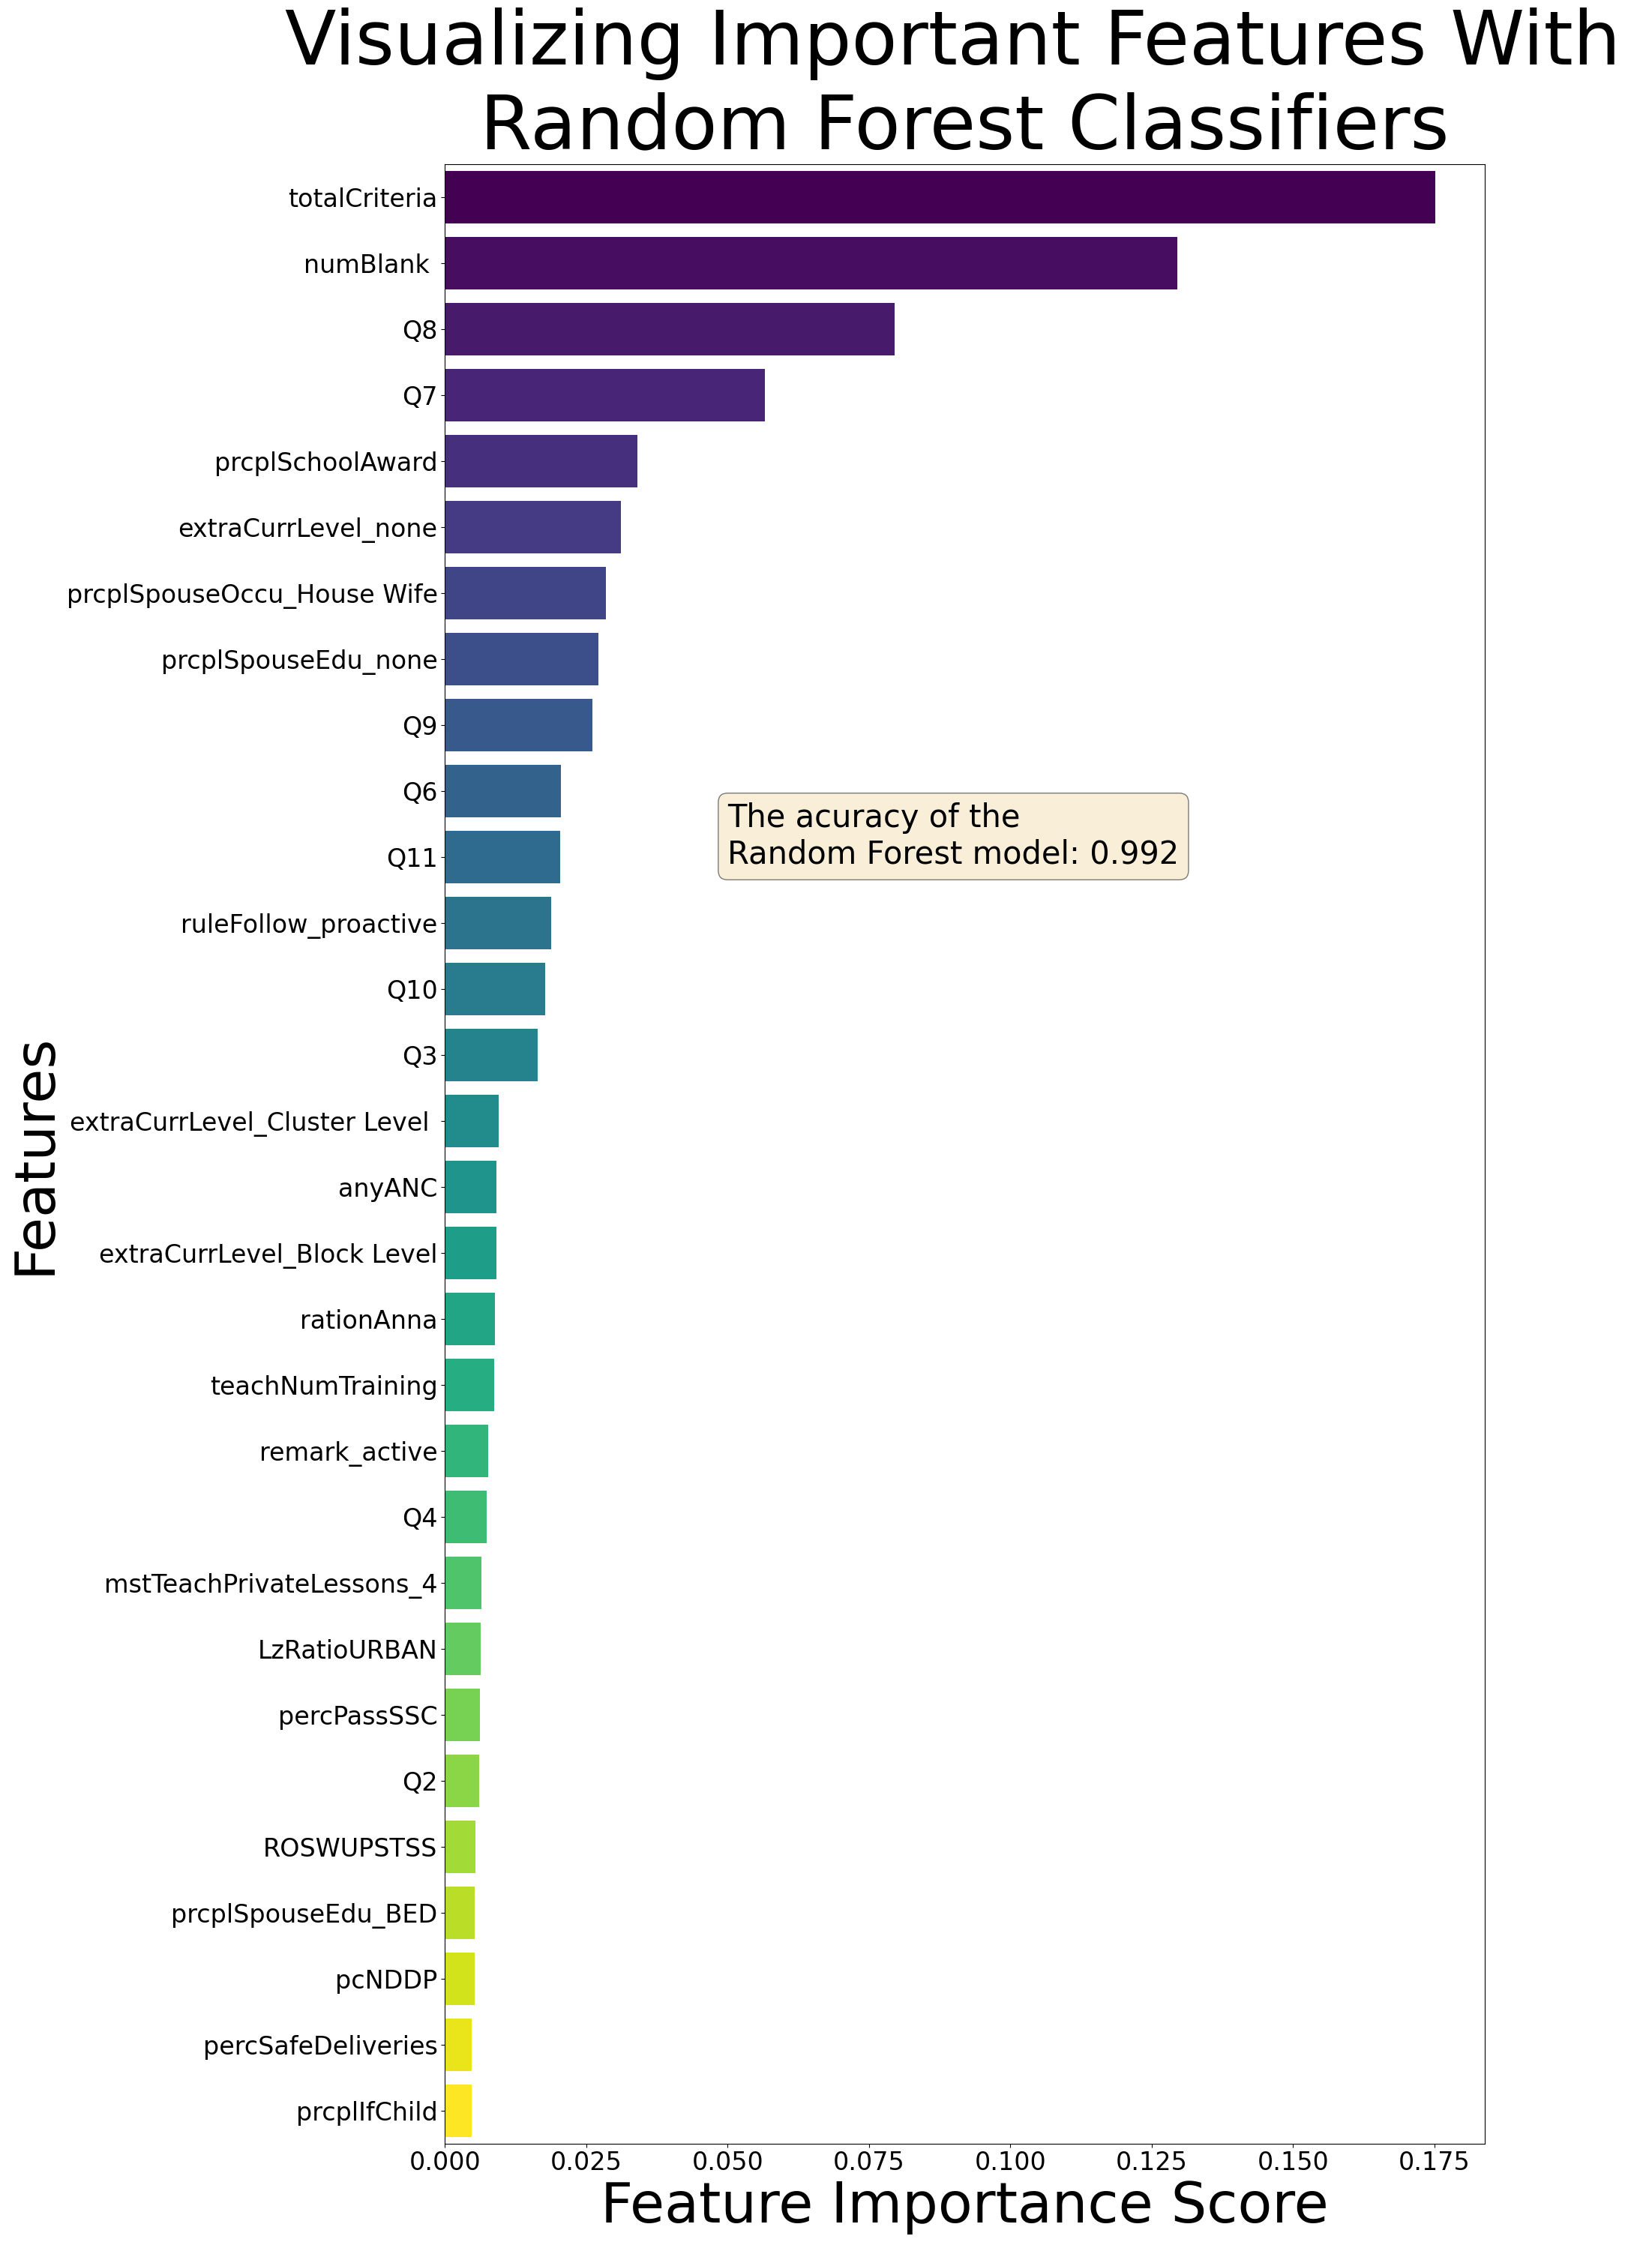 Visualizing Important Features With
Random Forest Classifiers
totalCriteria
numBlank
Q8
Q7
prcplSchoolAward
extraCurrLevel_none
prcplSpouseOccu_House Wife
prcplSpouseEdu_none
Q9
Q6
The acuracy of the
Random Forest model: 0.992
Q11
ruleFollow_proactive
Q10
Q3
extraCurrLevel_Cluster Level
anyANC
extraCurrLevel_Block Level
rationAnna
teachNumTraining
remark_active
Q4
mstTeachPrivateLessons_4
LzRatioURBAN
percPassSSC
Q2
ROSWUPSTSS
prcplSpouseEdu_BED
pcNDDP
percSafeDeliveries
prcplIfChild
Features
0.000 0.025 0.050 0.075 0.100 0.125 0.150 0.175
Feature Importance Score